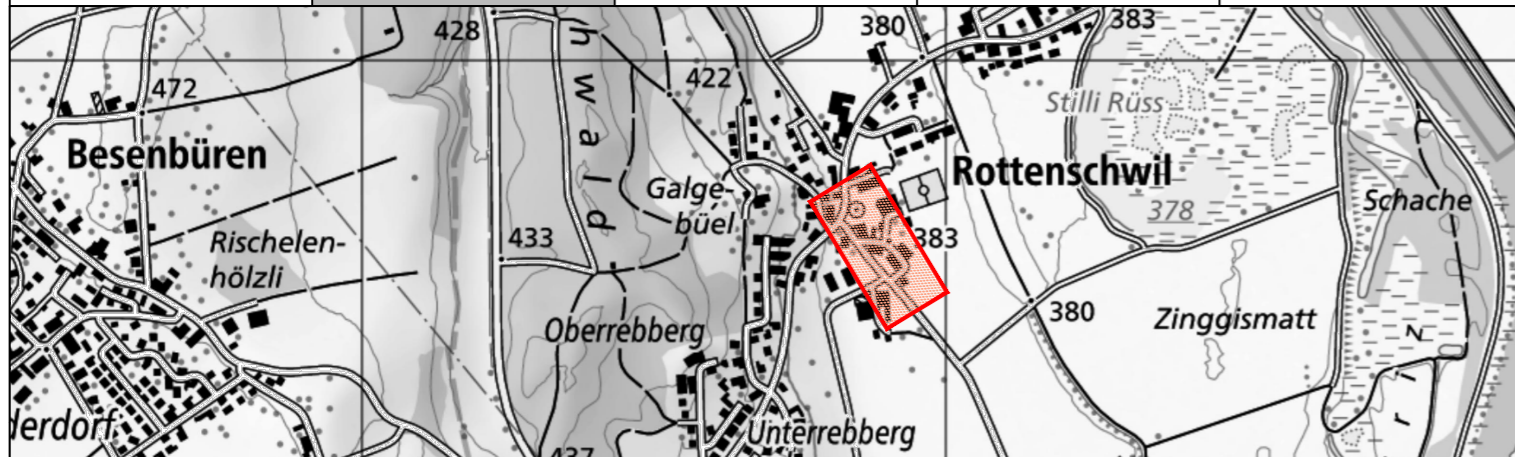 428
380
383
472
422
h
w
a
l
d
Stilli Rüss
Besenbüren
Rottenschwil
Galge-
büel
378
Schache
Rischelen-
hölzli
433
383
380
Zinggismatt
Oberrebberg
z
i
r
derdorf
Unterrebberg
437